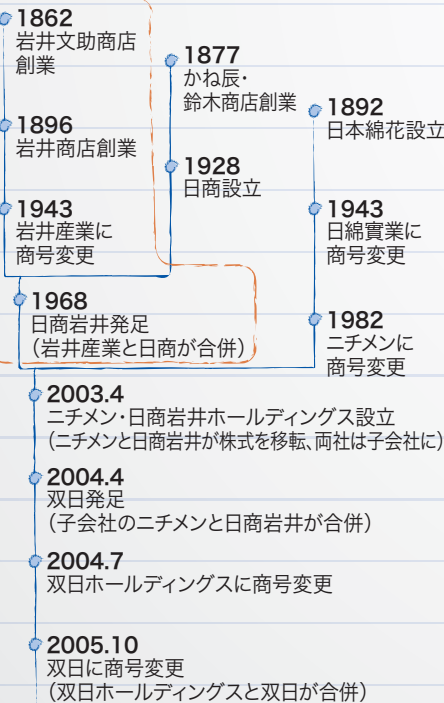 1862
岩井文助商店
創業
1896
岩井商店創業
1943
岩井産業に
商号変更
1877
かね辰・
鈴木商店創業
1928
日商設立
1892
日本綿花設立
1943
日綿實業に
商号変更
1982
ニチメンに
商号変更
1968
日商岩井発足
（岩井産業と日商が合併）
2003.4
ニチメン・日商岩井ホールディングス設立
（ニチメンと日商岩井が株式を移転、両社は子会社に）
2004.4
双日発足
（子会社のニチメンと日商岩井が合併）
2004.7
双日ホールディングスに商号変更
2005.10
双日に商号変更
（双日ホールディングスと双日が合併）